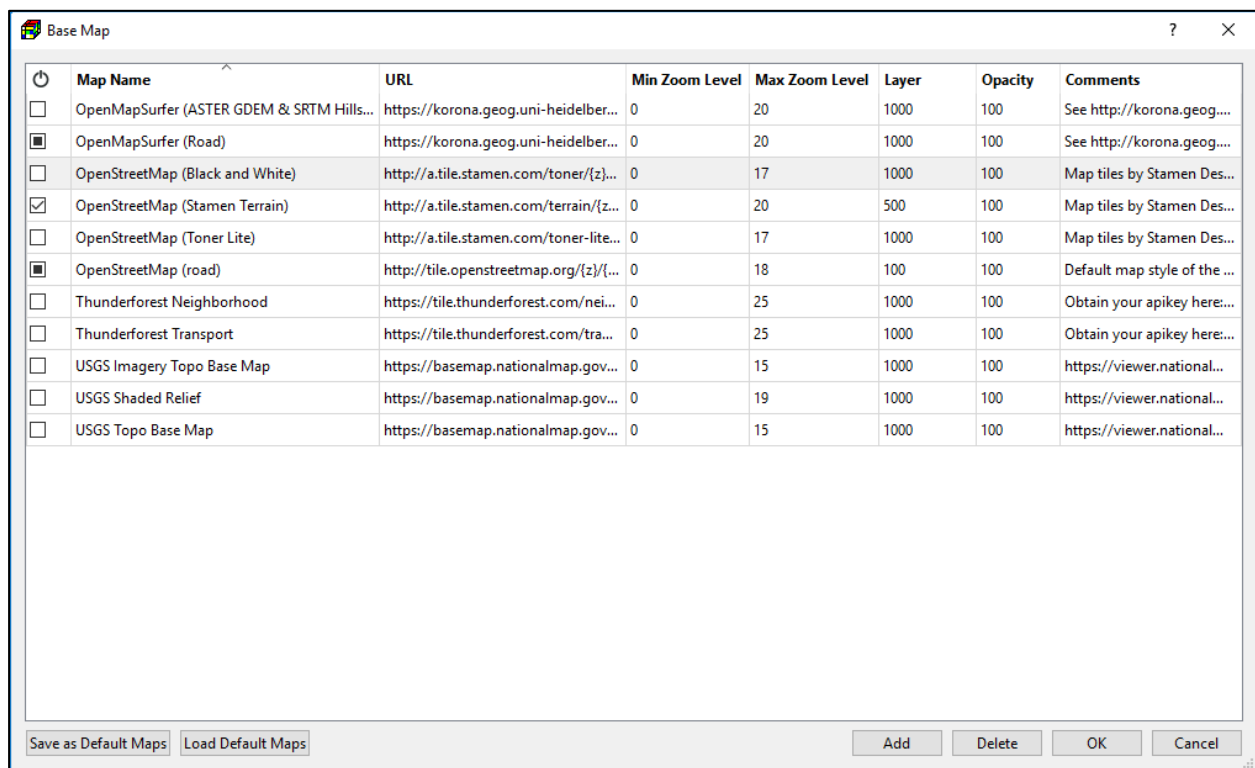 Base Map ?
Map Name URL Min Zoom Level Max Zoom Level Layer Opacity Comments
OpenMapSurfer (ASTER GDEM & SRTM Hills... https://korona.geog.uni-heidelber... 0 20 1000 100 See http://korona.geog....
OpenMapSurfer (Road) https://korona.geog.uni-heidelber... 0 20 1000 100 See http://korona.geog....
OpenStreetMap (Black and White) http://a.tile.stamen.com/toner/{z}... 0 17 1000 100 Map tiles by Stamen Des...
OpenStreetMap (Stamen Terrain) http://a.tile.stamen.com/terrain/{z... 0 20 500 100 Map tiles by Stamen Des...
OpenStreetMap (Toner Lite) http://a.tile.stamen.com/toner-lite... 0 17 1000 100 Map tiles by Stamen Des...
OpenStreetMap (road) http://tile.openstreetmap.org/{z}/{... 0 18 100 100 Default map style of the ...
Thunderforest Neighborhood https://tile.thunderforest.com/nei... 0 25 1000 100 Obtain your apikey here:...
Thunderforest Transport https://tile.thunderforest.com/tra... 0 25 1000 100 Obtain your apikey here:...
USGS Imagery Topo Base Map https://basemap.nationalmap.gov... 0 15 1000 100 https://viewer.national...
USGS Shaded Relief https://basemap.nationalmap.gov... 0 19 1000 100 https://viewer.national...
USGS Topo Base Map https://basemap.nationalmap.gov... 0 15 1000 100 https://viewer.national...
Save as Default Maps Load Default Maps Add Delete OK Cancel